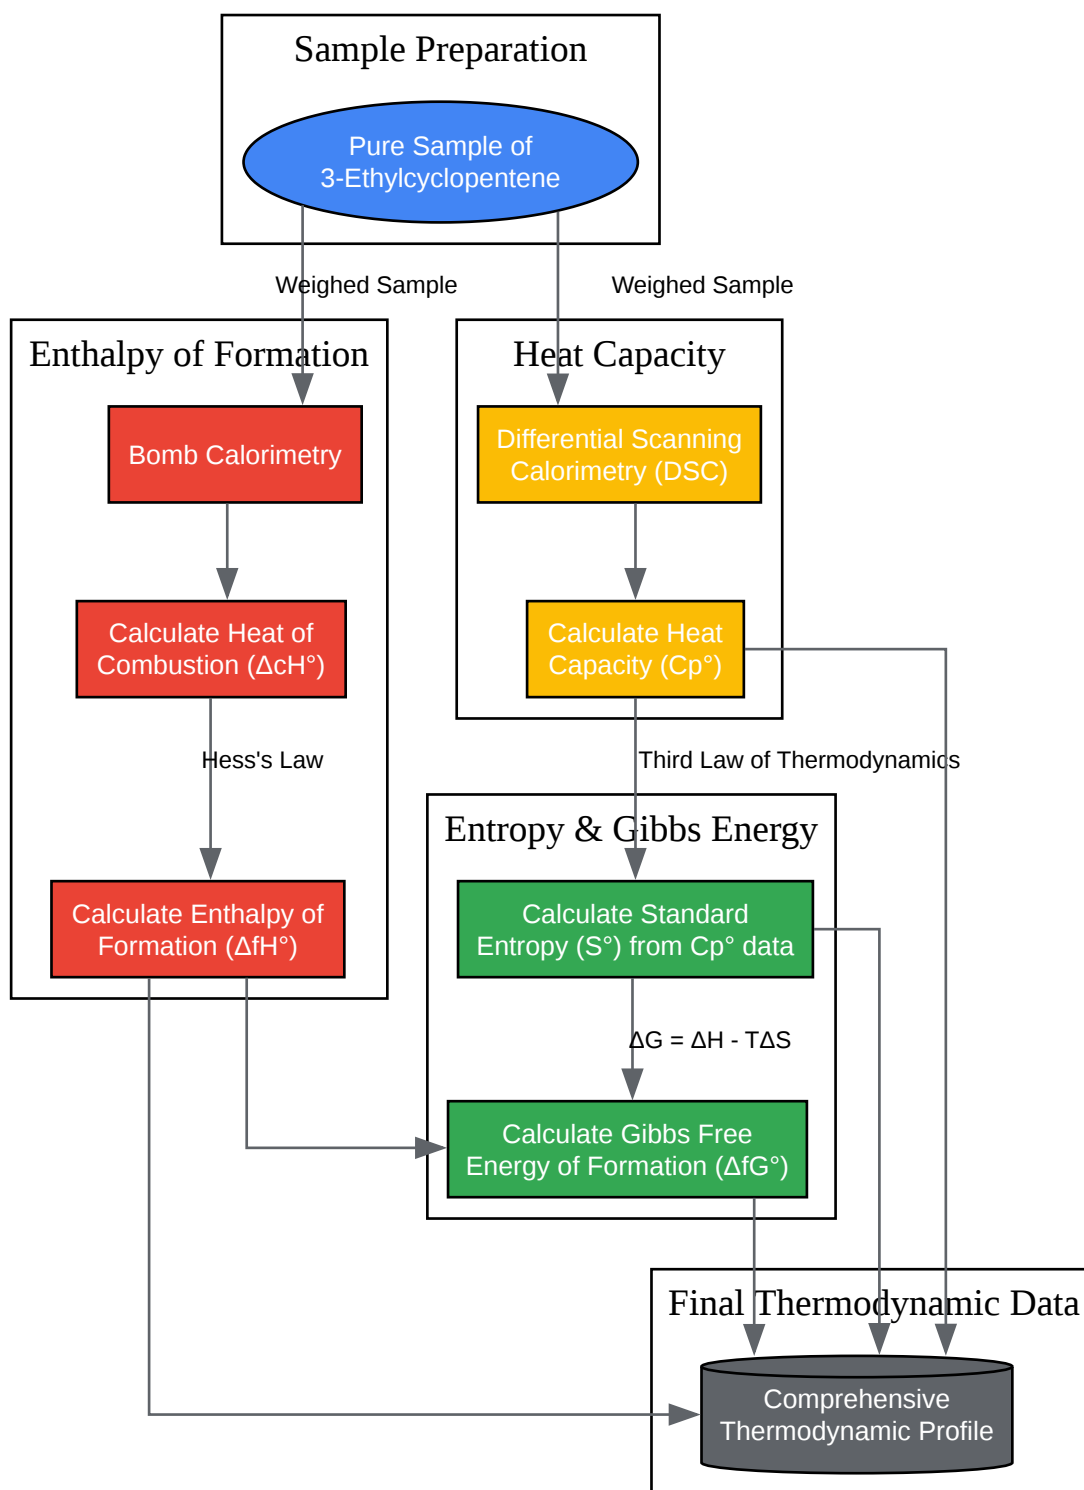 Sample Preparation
Pure Sample of
3-Ethylcyclopentene
Weighed Sample
Weighed Sample
Enthalpy of Formation
Heat Capacity
Bomb Calorimetry
Differential Scanning
Calorimetry (DSC)
Calculate Heat of
Combustion (ΔcH°)
Calculate Heat
Capacity (Cp°)
Hess's Law
Third Law of Thermodynamics
Entropy & Gibbs Energy
Calculate Enthalpy of
Formation (ΔfH°)
Calculate Standard
Entropy (S°) from Cp° data
ΔG = ΔH - TΔS
Calculate Gibbs Free
Energy of Formation (ΔfG°)
Final Thermodynamic Data
Comprehensive
Thermodynamic Profile